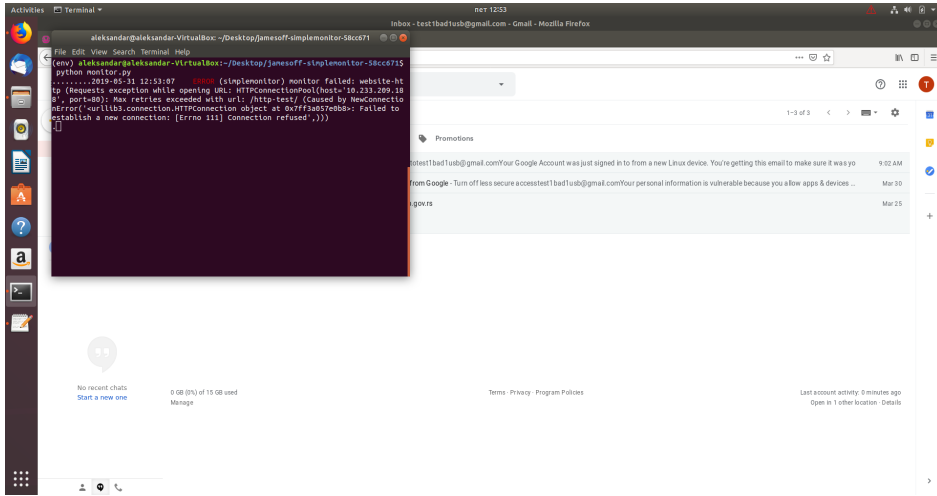 Activities
Terminal
пет 12:53
Inbox - test1bad1usb@gmail.com - Gmail - Mozilla Firefox
aleksandar@aleksandar-VirtualBox: ~/Desktop/jamesoff-simplemonitor-58cc671
File Edit View Search Terminal Help
(env) aleksandar@aleksandar-VirtualBox:~/Desktop/jamesoff-simplemonitor-58cc671$
python monitor.py
.........2019-05-31 12:53:07 ERROR (simplemonitor) monitor failed: website-ht
tp (Requests exception while opening URL: HTTPConnectionPool(host='10.233.209.18
8', port=80): Max retries exceeded with url: /http-test/ (Caused by NewConnectio
nError('<urllib3.connection.HTTPConnection object at 0x7ff3a057e0b8>: Failed to
establish a new connection: [Errno 111] Connection refused',)))
.
T
1–3 of 3
Promotions
totest1bad1usb@gmail.comYour Google Account was just signed in to from a new Linux device. You're getting this email to make sure it was yo
9:02 AM
from Google - Turn off less secure accesstest1bad1usb@gmail.comYour personal information is vulnerable because you allow apps & devices ...
Mar 30
.gov.rs
Mar 25
No recent chats
Start a new one
0 GB (0%) of 15 GB used
Manage
Terms · Privacy · Program Policies
Last account activity: 0 minutes ago
Open in 1 other location · Details